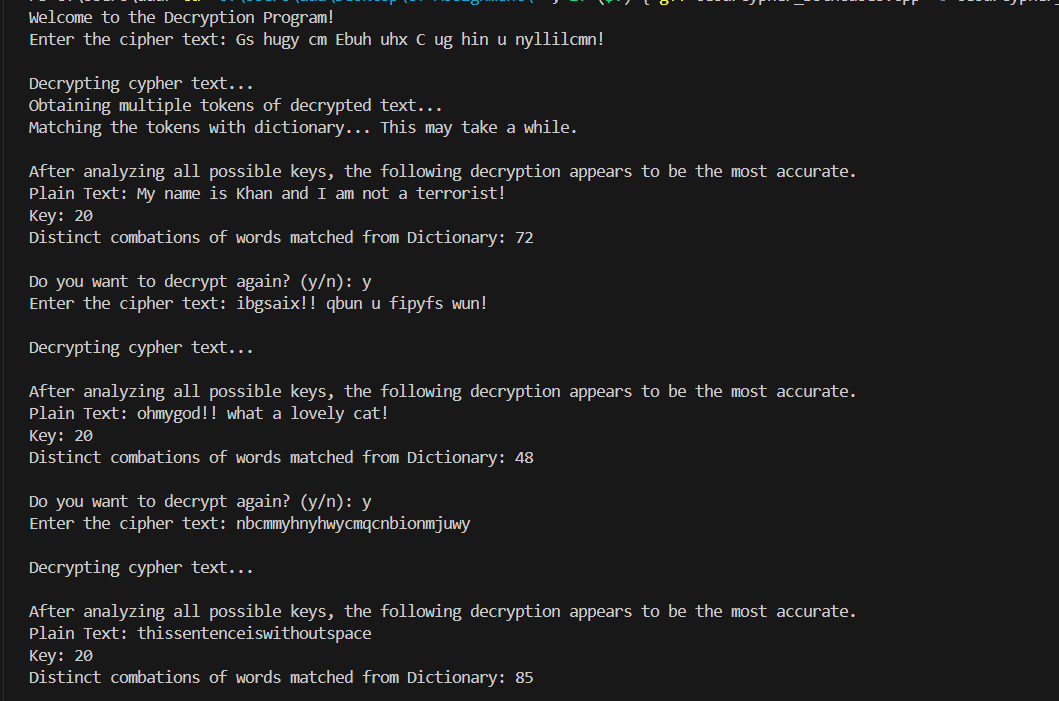 Welcome to the Decryption Program!
Enter the cipher text: Gs hugy cm Ebuh uhx C ug hin u nyllilcmn!
Decrypting cypher text...
Obtaining multiple tokens of decrypted text...
Matching the tokens with dictionary... This may take a while.
After analyzing all possible keys, the following decryption appears to be the most accurate.
Plain Text: My name is Khan and I am not a terrorist!
Key: 20
Distinct combations of words matched from Dictionary: 72
Do you want to decrypt again? (y/n): y
Enter the cipher text: ibgsaix!! qbun u fipyfs wun!
Decrypting cypher text...
After analyzing all possible keys, the following decryption appears to be the most accurate.
Plain Text: ohmygod!! what a lovely cat!
Key: 20
Distinct combations of words matched from Dictionary: 48
Do you want to decrypt again? (y/n): y
Enter the cipher text: nbcmmyhnyhwycmqcnbionmjuwy
Decrypting cypher text...
After analyzing all possible keys, the following decryption appears to be the most accurate.
Plain Text: thissentenceiswithoutspace
Key: 20
Distinct combations of words matched from Dictionary: 85